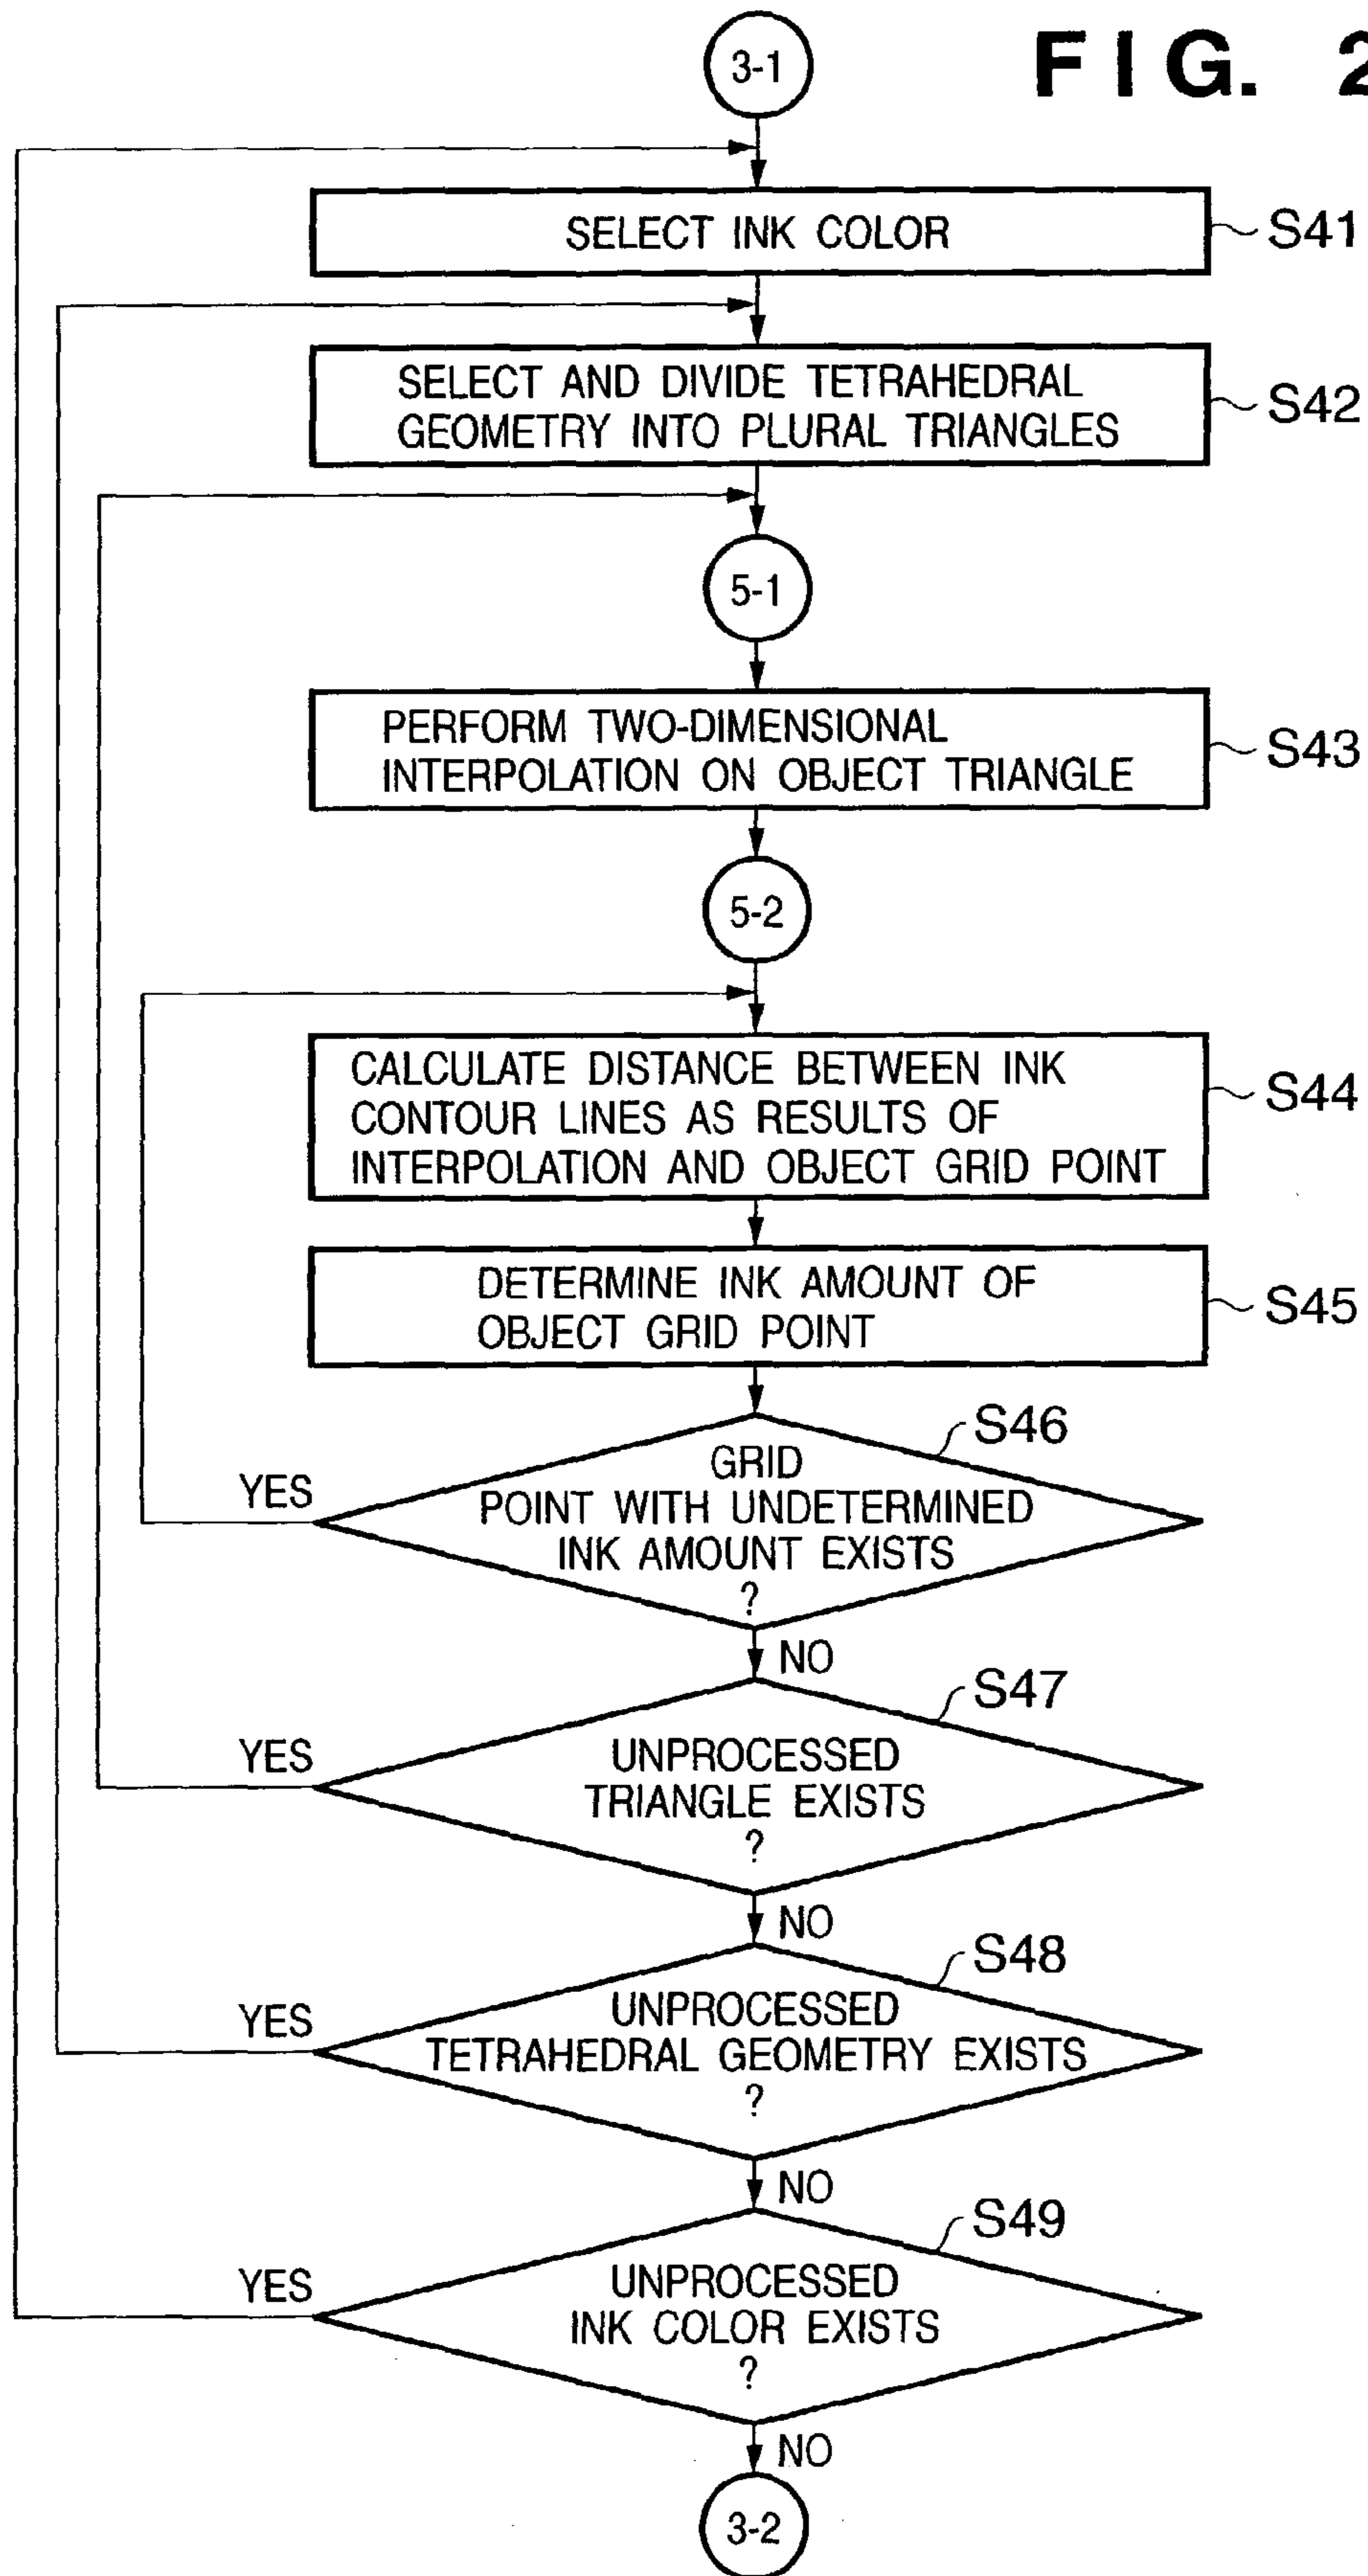 3-1
FIG. 2
SELECT INK COLOR
S41
SELECT AND DIVIDE TETRAHEDRAL
GEOMETRY INTO PLURAL TRIANGLES
S42
5-1
PERFORM TWO-DIMENSIONAL
INTERPOLATION ON OBJECT TRIANGLE
S43
5-2
CALCULATE DISTANCE BETWEEN INK
CONTOUR LINES AS RESULTS OF
INTERPOLATION AND OBJECT GRID POINT
S44
DETERMINE INK AMOUNT OF
OBJECT GRID POINT
S45
S46
GRID
POINT WITH UNDETERMINED
INK AMOUNT EXISTS
?
YES
NO
S47
UNPROCESSED
TRIANGLE EXISTS
?
YES
NO
S48
UNPROCESSED
TETRAHEDRAL GEOMETRY EXISTS
?
YES
NO
S49
UNPROCESSED
INK COLOR EXISTS
?
YES
NO
3-2